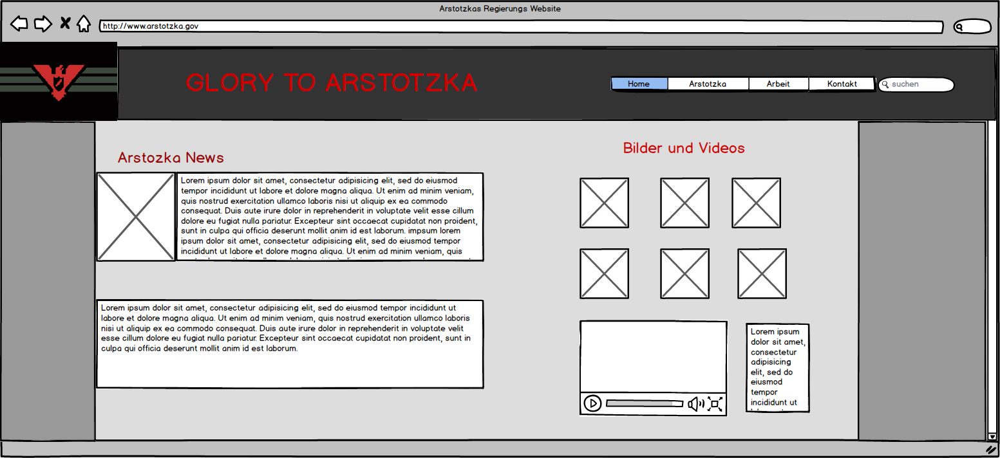 Arstotzkas Regierungs Website
http://www.arstotzka.gov
GLORY TO ARSTOTZKA
Home
Arstotzka
Arbeit
Kontakt
suchen
Arstozka News
Lorem ipsum dolor sit amet, consectetur adipisicing elit, sed do eiusmod
tempor incididunt ut labore et dolore magna aliqua. Ut enim ad minim veniam,
quis nostrud exercitation ullamco laboris nisi ut aliquip ex ea commodo
consequat. Duis aute irure dolor in reprehenderit in voluptate velit esse cillum
dolore eu fugiat nulla pariatur. Excepteur sint occaecat cupidatat non proident,
sunt in culpa qui officia deserunt mollit anim id est laborum. impsum lorem
ipsum dolor sit amet, consectetur adipisicing elit, sed do eiusmod tempor
incididunt ut labore et dolore magna aliqua. Ut enim ad minim veniam, quis
Lorem ipsum dolor sit amet, consectetur adipisicing elit, sed do eiusmod tempor incididunt ut
labore et dolore magna aliqua. Ut enim ad minim veniam, quis nostrud exercitation ullamco laboris
nisi ut aliquip ex ea commodo consequat. Duis aute irure dolor in reprehenderit in voluptate velit
esse cillum dolore eu fugiat nulla pariatur. Excepteur sint occaecat cupidatat non proident, sunt in
culpa qui officia deserunt mollit anim id est laborum.
Bilder und Videos
Lorem ipsum
dolor sit amet,
consectetur
adipisicing
elit, sed do
eiusmod
tempor
incididunt ut